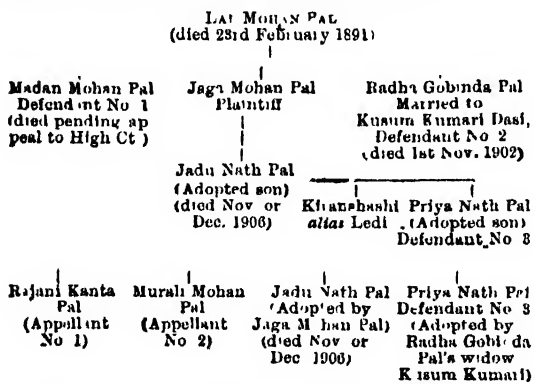 LAL MOHAN PAL
(died 23rd February 1891)
Madan Mohan Pal
Defendant No 1
(died pending ap
peal to High Ct )
Jaga Mohan Pal
Plaintiff
Radha Gobinda Pal
Married to
Kusum Kumari Dasi,
Defendant No 2
(died 1st Nov. 1902)
Jadu Nath Pal
(Adopted son)
(died Nov or
Dec. 1906)
alias Ledi
Priya Nath Pal
(Adopted son)
Defendant No 3
Rajani Kanta
Pal
(Appellant
No 1)
Murali Mohan
Pal
(Appellant
No 2)
Jadu Nath Pal
(Adopted by
Jaga Mohan Pal)
(died Nov or
Dec 1906)
Priya Nath Pal
Defendant No 3
(Adopted by
Radha Gobinda
Pal's widow
Kusum Kumari)